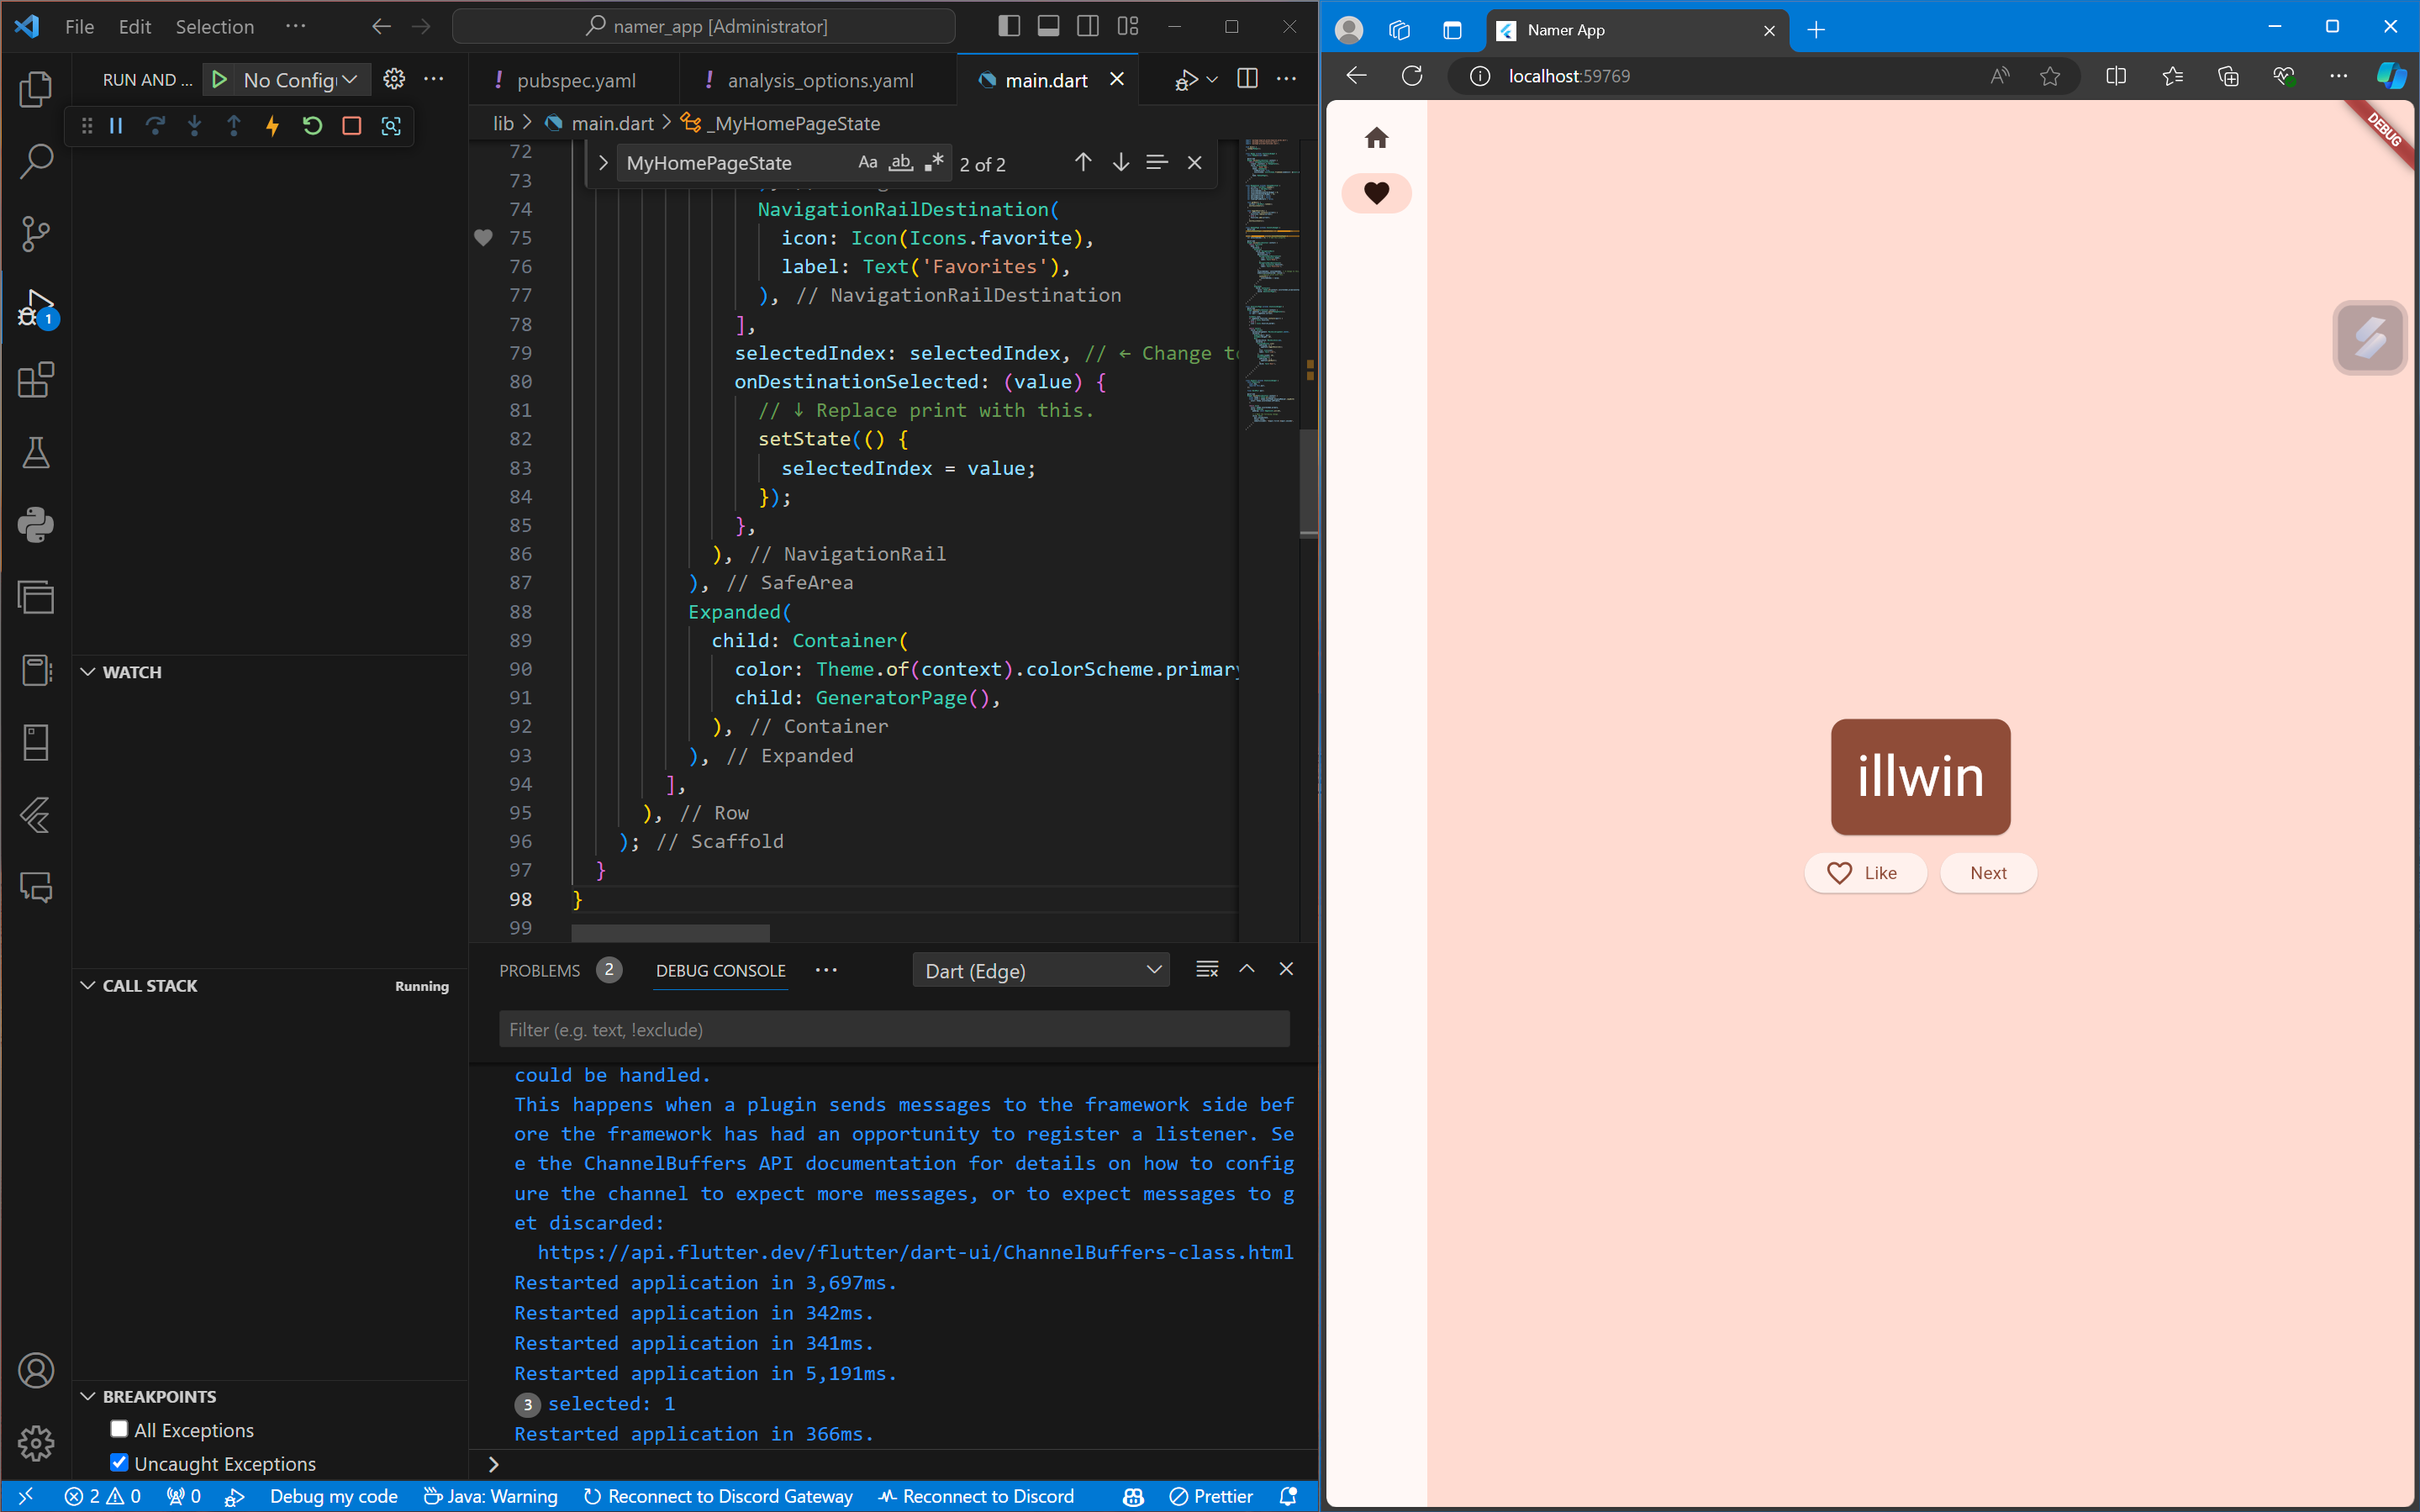 File Edit Selection ··· namer_app [Administrator]
RUN AND ... No Config
pubspec.yaml analysis_options.yaml main.dart
lib > main.dart > _MyHomePageState
MyHomePageState Aa ab 2 of 2
72
73
74 NavigationRailDestination(
75 icon: Icon(Icons.favorite),
76 label: Text('Favorites'),
77 ), // NavigationRailDestination
78 ],
79 selectedIndex: selectedIndex, // ← Change to
80 onDestinationSelected: (value) {
81 // ↓ Replace print with this.
82 setState(() {
83 selectedIndex = value;
84 });
85 },
86 ), // NavigationRail
87 ), // SafeArea
88 Expanded(
89 child: Container(
90 color: Theme.of(context).colorScheme.primary
91 child: GeneratorPage(),
92 ), // Container
93 ), // Expanded
94 ],
95 ), // Row
96 ); // Scaffold
97 }
98 }
99
1
WATCH
CALL STACK Running
BREAKPOINTS
All Exceptions
Uncaught Exceptions
PROBLEMS 2 DEBUG CONSOLE ··· Dart (Edge)
Filter (e.g. text, !exclude)
could be handled.
This happens when a plugin sends messages to the framework side bef
ore the framework has had an opportunity to register a listener. Se
e the ChannelBuffers API documentation for details on how to config
ure the channel to expect more messages, or to expect messages to g
et discarded:
https://api.flutter.dev/flutter/dart-ui/ChannelBuffers-class.html
Restarted application in 3,697ms.
Restarted application in 342ms.
Restarted application in 341ms.
Restarted application in 5,191ms.
3 selected: 1
Restarted application in 366ms.
>
2 0 0 Debug my code Java: Warning Reconnect to Discord Gateway Reconnect to Discord Prettier
Namer App
localhost:59769
DEBUG
illwin
Like Next